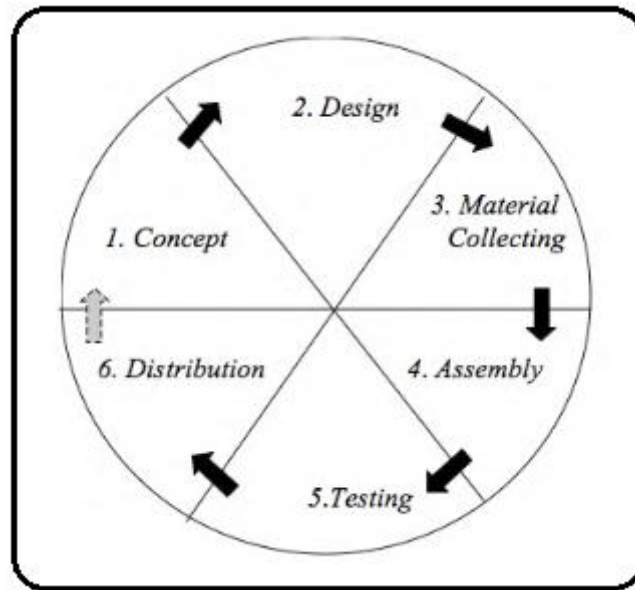 1. Concept
2. Design
3. Material
Collecting
4. Assembly
5.Testing
6. Distribution